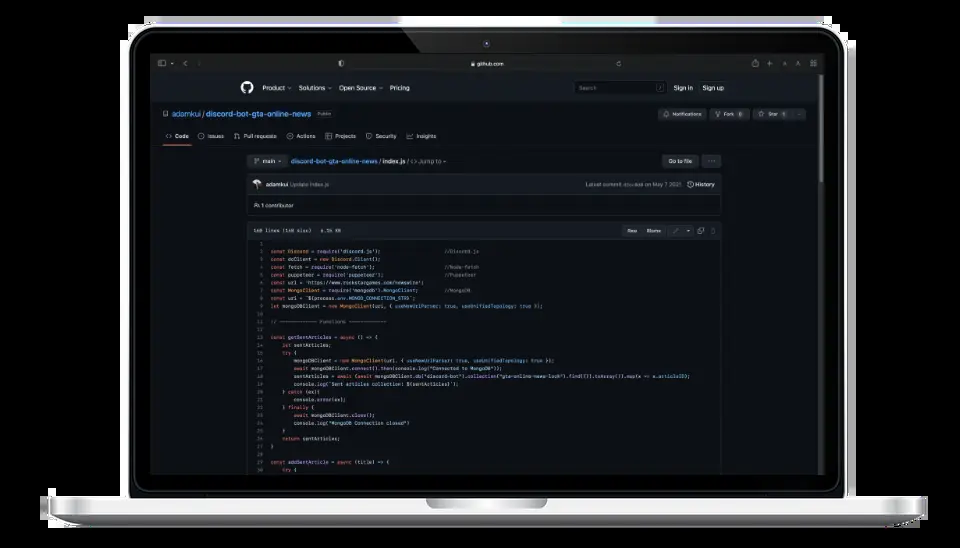 github.com
Product Solutions Open Source Pricing Search / Sign in Sign up
adamkui / discord-bot-gta-online-news Public
Notifications Fork 0 Star
Code Issues Pull requests Actions Projects Security Insights
main discord-bot-gta-online-news / index.js / <> Jump to Go to file ...
adamkui Update index.js Latest commit on May 7, 2021 History
1 contributor
Raw Blame
const Discord = require('discord.js'); //Discord.js
const dcClient = new Discord.Client();
const fetch = require('node-fetch'); //Node-fetch
const puppeteer = require('puppeteer'); //Puppeteer
const url = 'https://www.rockstargames.com/newswire';
const MongoClient = require('mongodb').MongoClient; //MongoDB
const uri = `${process.env.MONGO_CONNECTION_STR}`;
let mongoDBClient = new MongoClient(uri, { useNewUrlParser: true, useUnifiedTopology: true });
// ------------- Functions -------------
const getSentArticles = async () => {
let sentArticles;
try {
mongoDBClient = new MongoClient(uri, { useNewUrlParser: true, useUnifiedTopology: true });
await mongoDBClient.connect().then(console.log("Connected to MongoDB"));
sentArticles = await (await mongoDBClient.db("discord-bot").collection("gta-online-news-lock").find({}).toArray()).map(x => x.articleID);
console.log(`Sent articles collection: ${sentArticles}`);
} catch (ex){
console.error(ex);
} finally {
await mongoDBClient.close();
console.log("MongoDB Connection closed")
}
return sentArticles;
}
const addSentArticle = async (title) => {
try {